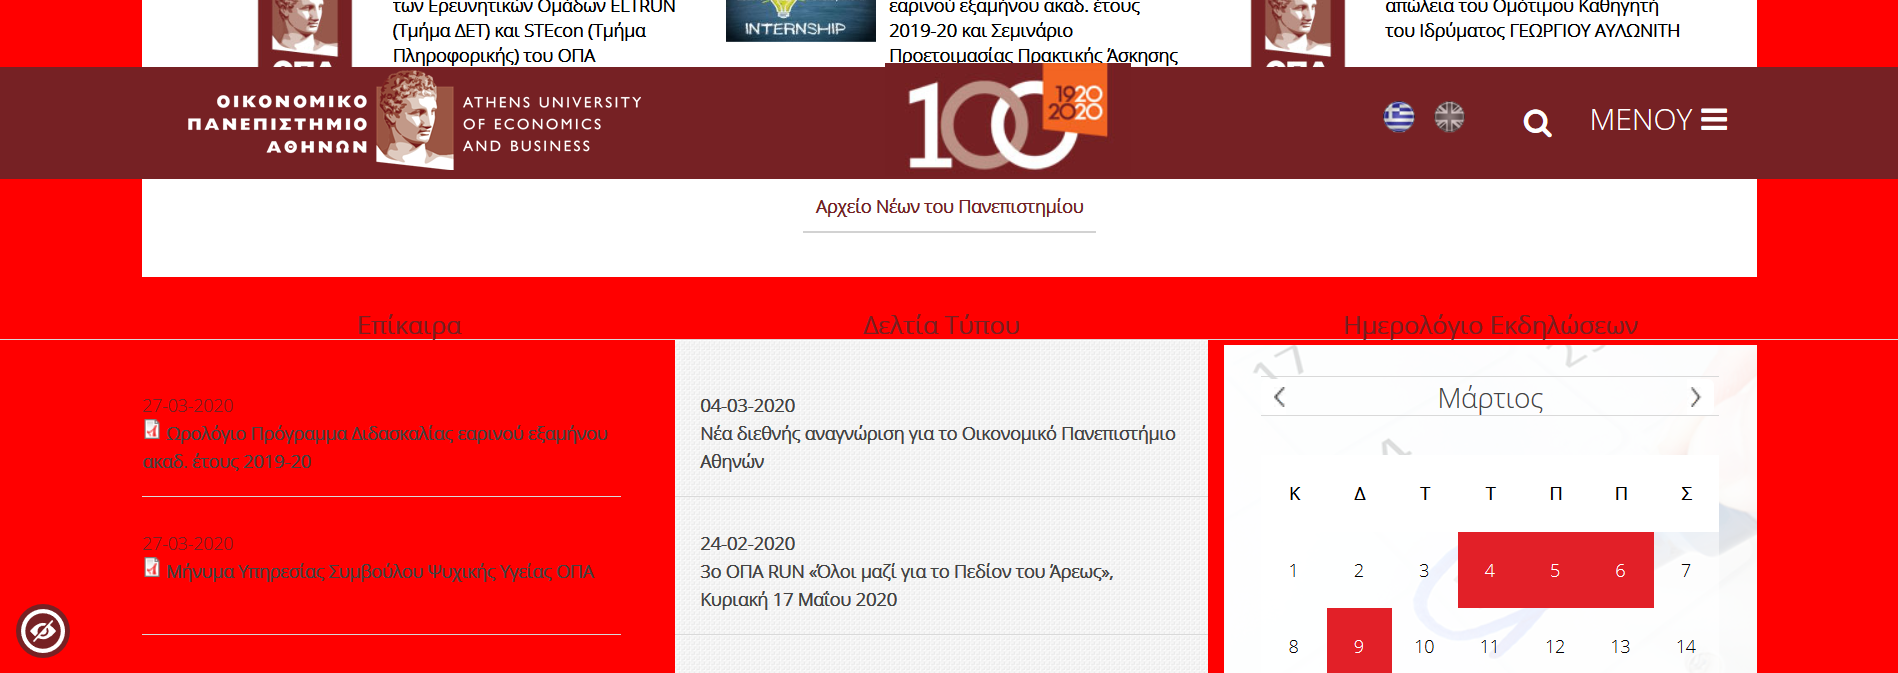 των Ερευνητικών Ομάδων ELTRUN
(Τμήμα ΔΕΤ) και STEcon (Τμήμα
Πληροφορικής) του ΟΠΑ
INTERNSHIP
εαρινού εξαμήνου ακαδ. έτους
2019-20 και Σεμινάριο
Προετοιμασίας Πρακτικής Άσκησης
απώλεια του Ομότιμου Καθηγητή
του Ιδρύματος ΓΕΩΡΓΙΟΥ ΑΥΛΩΝΙΤΗ
ΟΠΑ
ΟΠΑ
ΟΙΚΟΝΟΜΙΚΟ
ΠΑΝΕΠΙΣΤΗΜΙΟ
ΑΘΗΝΩΝ
ATHENS UNIVERSITY
OF ECONOMICS
AND BUSINESS
100
1920
2020
ΜΕΝΟΥ
Αρχείο Νέων του Πανεπιστημίου
Επίκαιρα
27-03-2020
Ωρολόγιο Πρόγραμμα Διδασκαλίας εαρινού εξαμήνου
ακαδ. έτους 2019-20
27-03-2020
Μήνυμα Υπηρεσίας Συμβούλου Ψυχικής Υγείας ΟΠΑ
Δελτία Τύπου
04-03-2020
Νέα διεθνής αναγνώριση για το Οικονομικό Πανεπιστήμιο
Αθηνών
24-02-2020
3ο ΟΠΑ RUN «Όλοι μαζί για το Πεδίον του Άρεως»,
Κυριακή 17 Μαΐου 2020
Ημερολόγιο Εκδηλώσεων
17
Μάρτιος
Κ Δ Τ Τ Π Π Σ
1 2 3 4 5 6 7
8 9 10 11 12 13 14